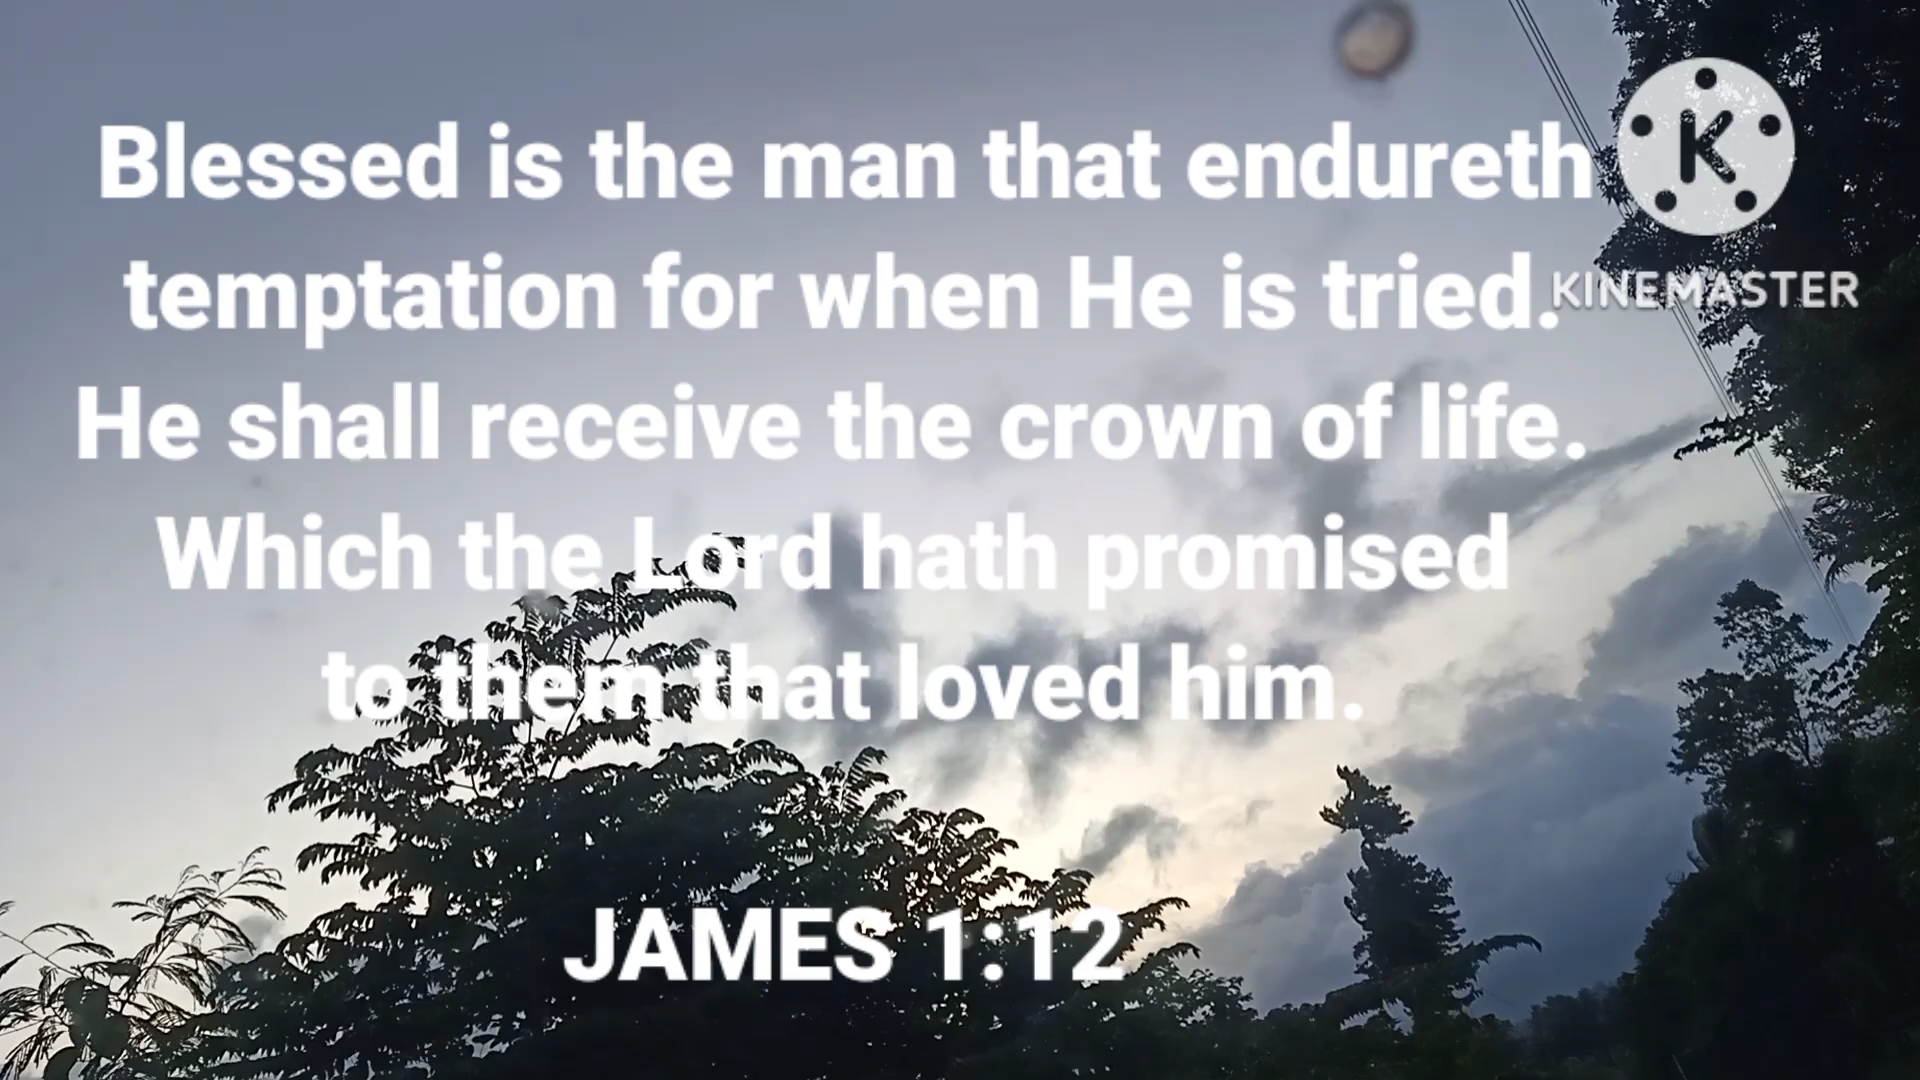 Blessed is the man that endureth
temptation for when He is tried.
He shall receive the crown of life.
Which the Lord hath promised
to them that loved him.
JAMES 1:12
K
KINEMASTER